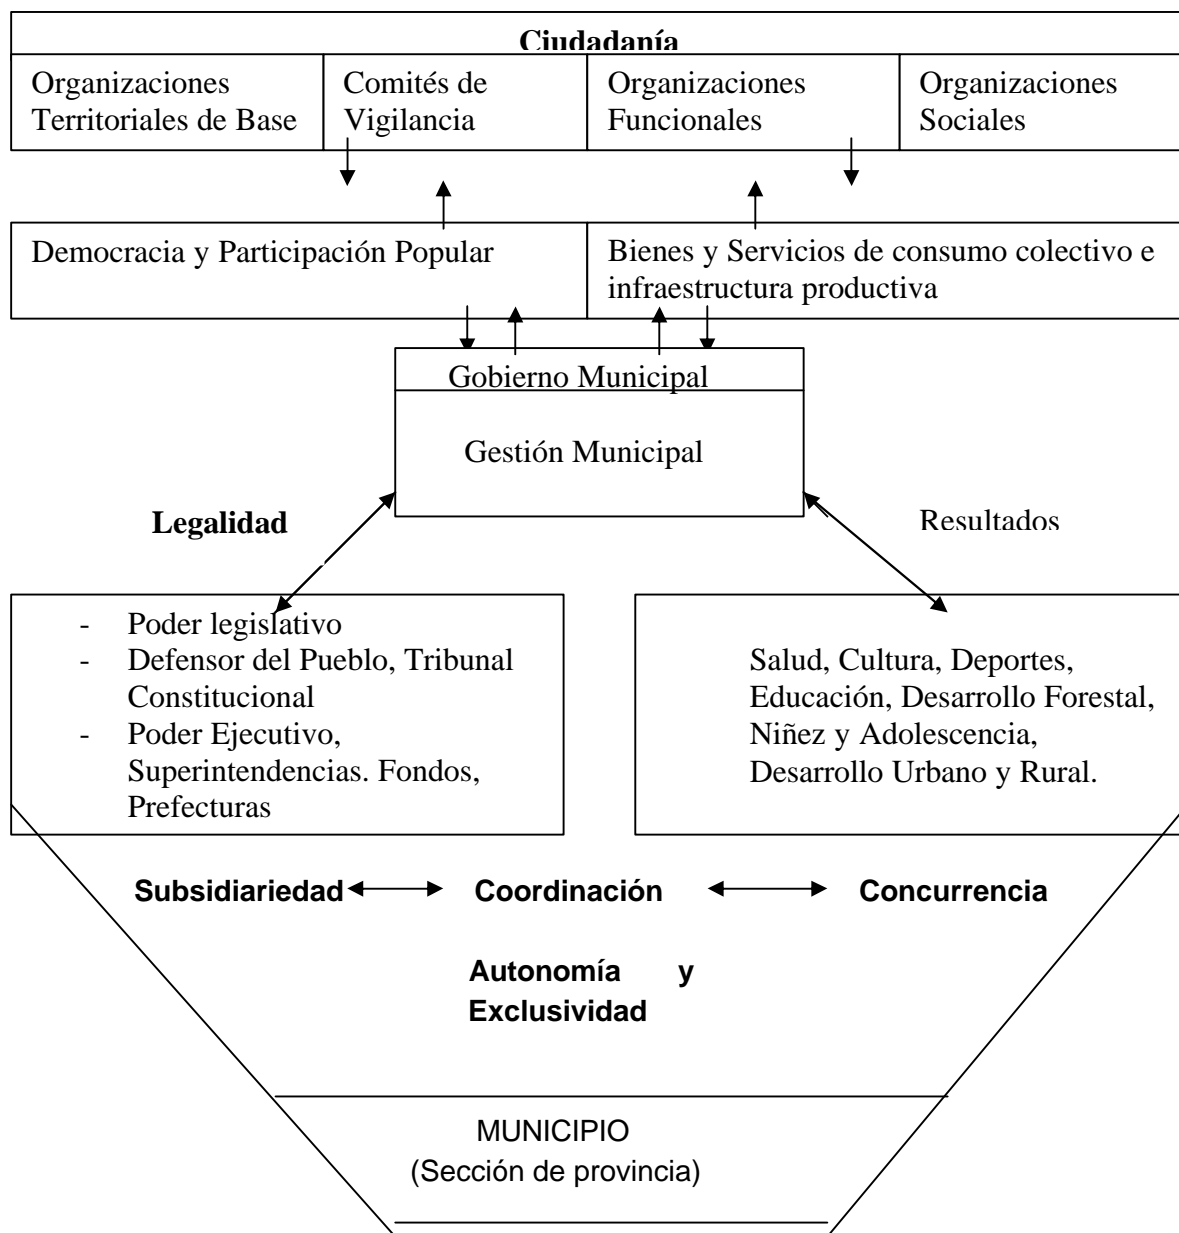 Ciudadanía
Organizaciones
Territoriales de Base
Comités de
Vigilancia
Organizaciones
Funcionales
Organizaciones
Sociales
Democracia y Participación Popular
Bienes y Servicios de consumo colectivo e
infraestructura productiva
Gobierno Municipal
Gestión Municipal
Legalidad
Resultados
- Poder legislativo
- Defensor del Pueblo, Tribunal
Constitucional
- Poder Ejecutivo,
Superintendencias. Fondos,
Prefecturas
Salud, Cultura, Deportes,
Educación, Desarrollo Forestal,
Niñez y Adolescencia,
Desarrollo Urbano y Rural.
Subsidiariedad Coordinación Concurrencia
Autonomía y
Exclusividad
MUNICIPIO
(Sección de provincia)